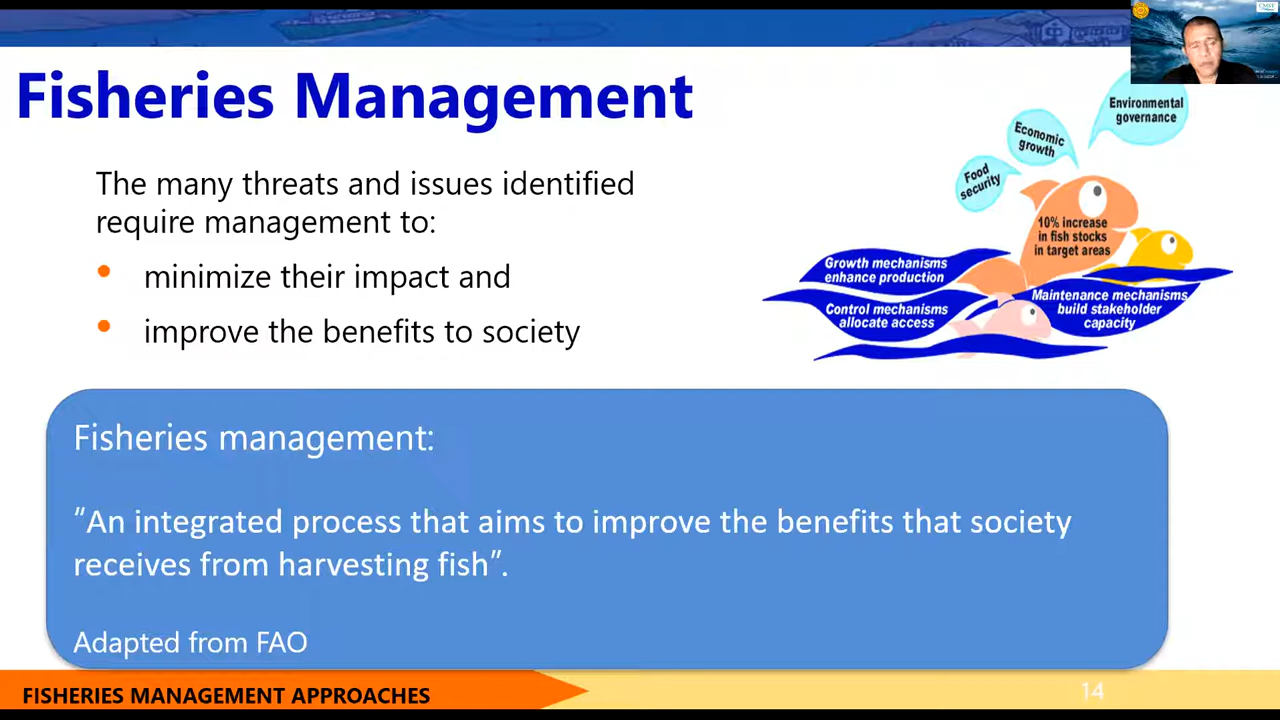 Fisheries Management
The many threats and issues identified
require management to:
• minimize their impact and
• improve the benefits to society
Environmental
governance
Economic
growth
Food
security
10% increase
in fish stocks
in target areas
Growth mechanisms
enhance production
Control mechanisms
allocate access
Maintenance mechanisms
build stakeholder
capacity
Fisheries management:
“An integrated process that aims to improve the benefits that society
receives from harvesting fish”.
Adapted from FAO
FISHERIES MANAGEMENT APPROACHES
14